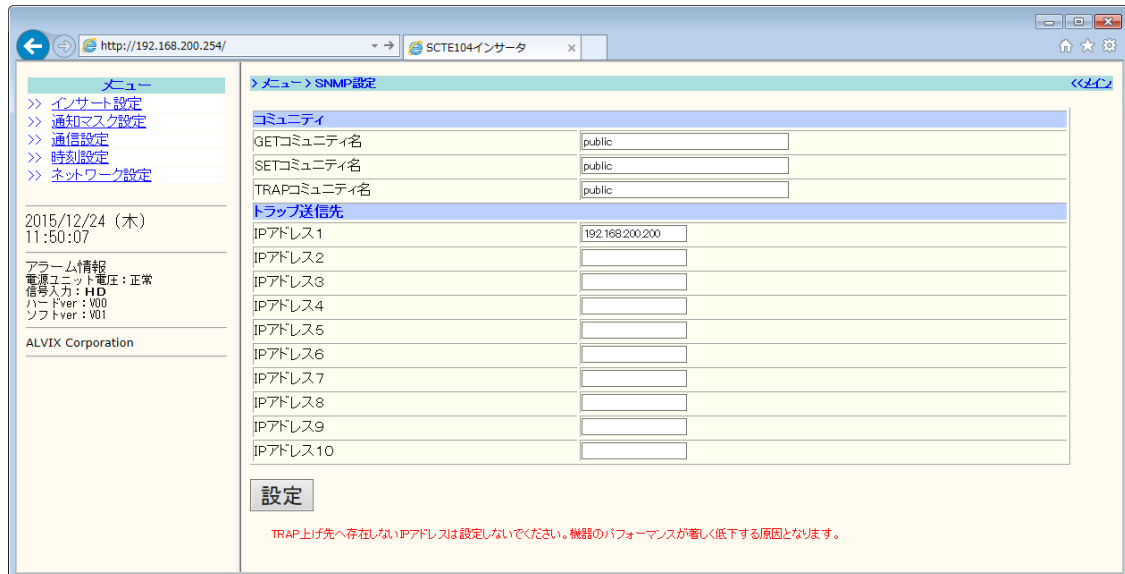 http://192.168.200.254/
SCTE104インサータ
メニュー
>> インサート設定
>> 通知マスク設定
>> 通信設定
>> 時刻設定
>> ネットワーク設定
2015/12/24（木）
11:50:07
アラーム情報
電源ユニット電圧：正常
信号入力：HD
ハードver：V00
ソフトver：V01
ALVIX Corporation
> メニュー > SNMP設定 <<メイン
コミュニティ
GETコミュニティ名 public
SETコミュニティ名 public
TRAPコミュニティ名 public
トラップ送信先
IPアドレス1 192.168.200.200
IPアドレス2
IPアドレス3
IPアドレス4
IPアドレス5
IPアドレス6
IPアドレス7
IPアドレス8
IPアドレス9
IPアドレス10
設定
TRAP上げ先へ存在しないIPアドレスは設定しないでください。機器のパフォーマンスが著しく低下する原因となります。